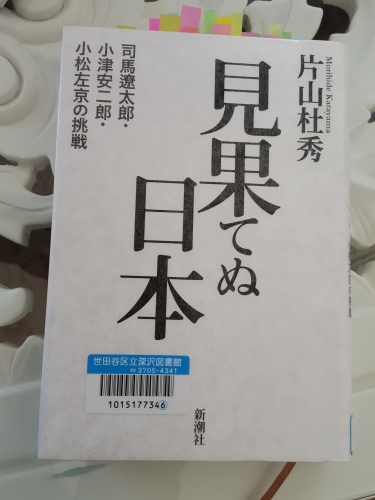 片山杜秀
Morihide Katayama
見果てぬ
日本
司馬遼太郎・
小津安二郎・
小松左京の挑戦
世田谷区立深沢図書館
☎3705-4341
1015177346
新潮社